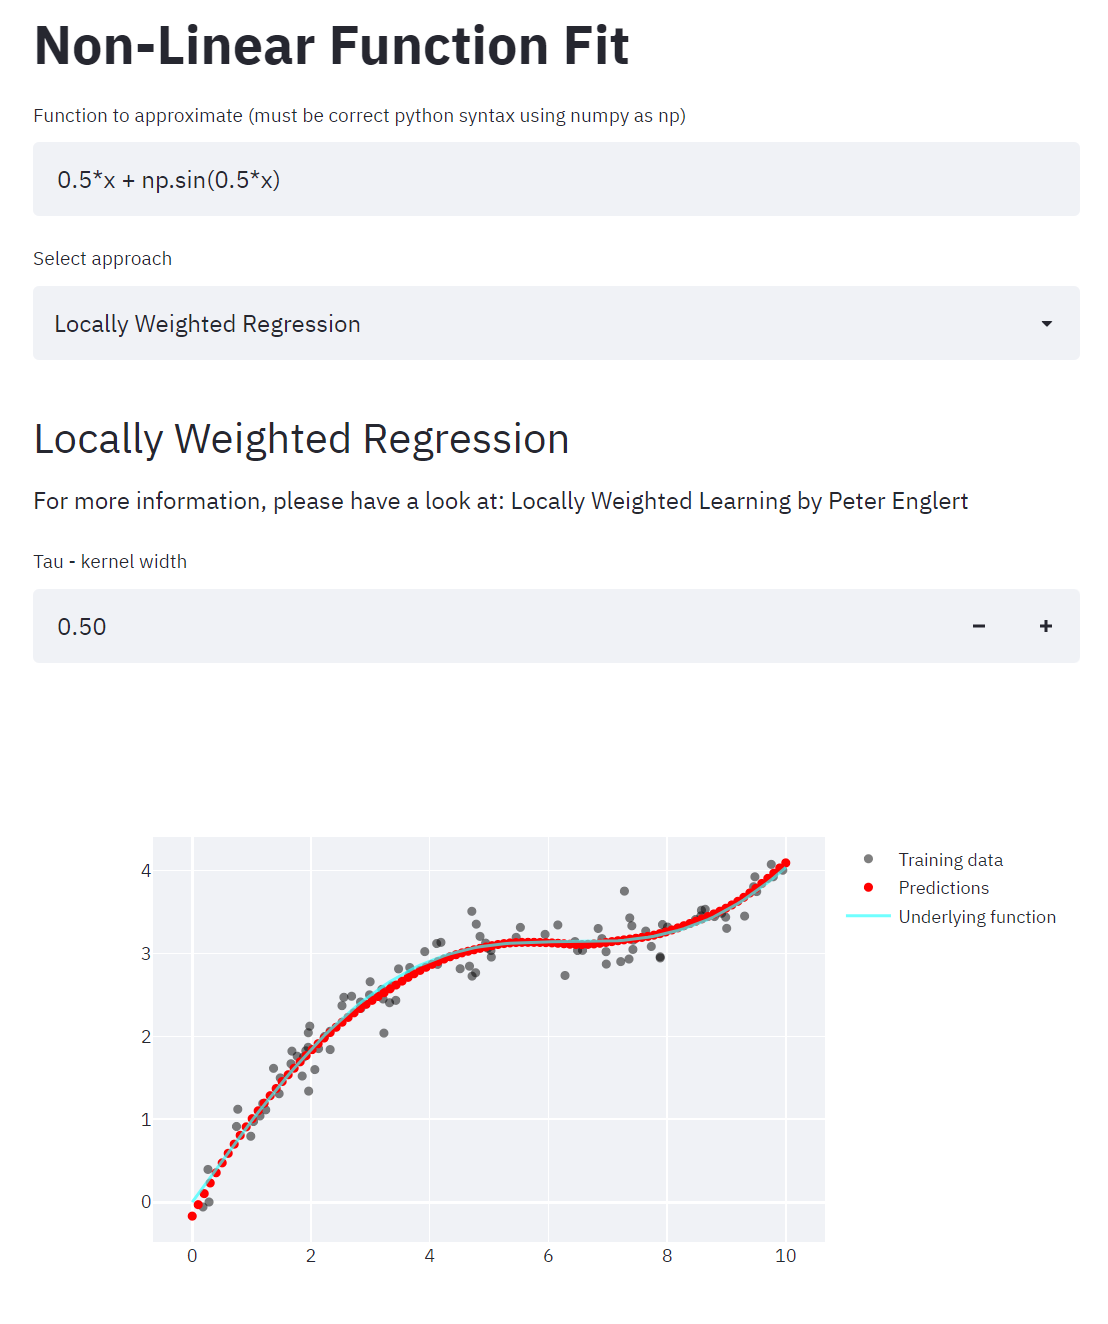 Non-Linear Function Fit
Function to approximate (must be correct python syntax using numpy as np)
0.5*x + np.sin(0.5*x)
Select approach
Locally Weighted Regression
Locally Weighted Regression
For more information, please have a look at: Locally Weighted Learning by Peter Englert
Tau - kernel width
0.50
4
3
2
1
0
0 2 4 6 8 10
Training data
Predictions
Underlying function